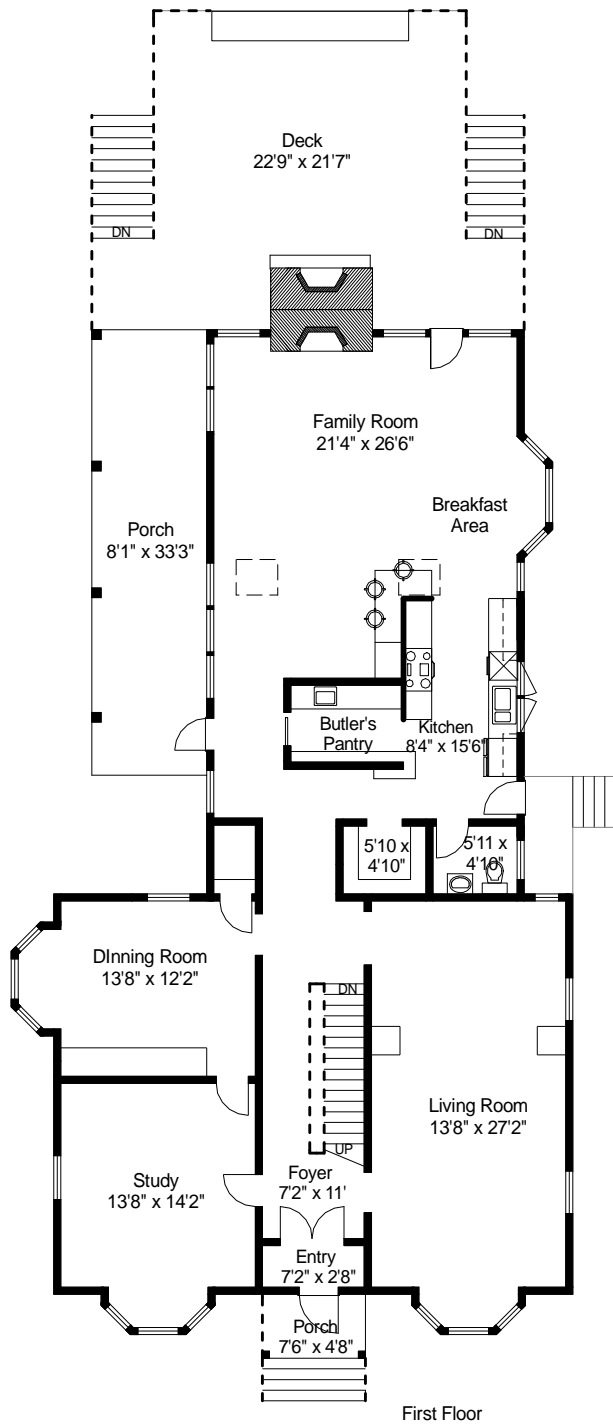 Deck
22'9" x 21'7"
DN
DN
Family Room
21'4" x 26'6"
Breakfast
Area
Porch
8'1" x 33'3"
Butler's
Pantry
Kitchen
8'4" x 15'6"
5'10 x
4'10"
5'11 x
4'10"
DInning Room
13'8" x 12'2"
DN
Living Room
13'8" x 27'2"
UP
Study
13'8" x 14'2"
Foyer
7'2" x 11'
Entry
7'2" x 2'8"
Porch
7'6" x 4'8"
First Floor